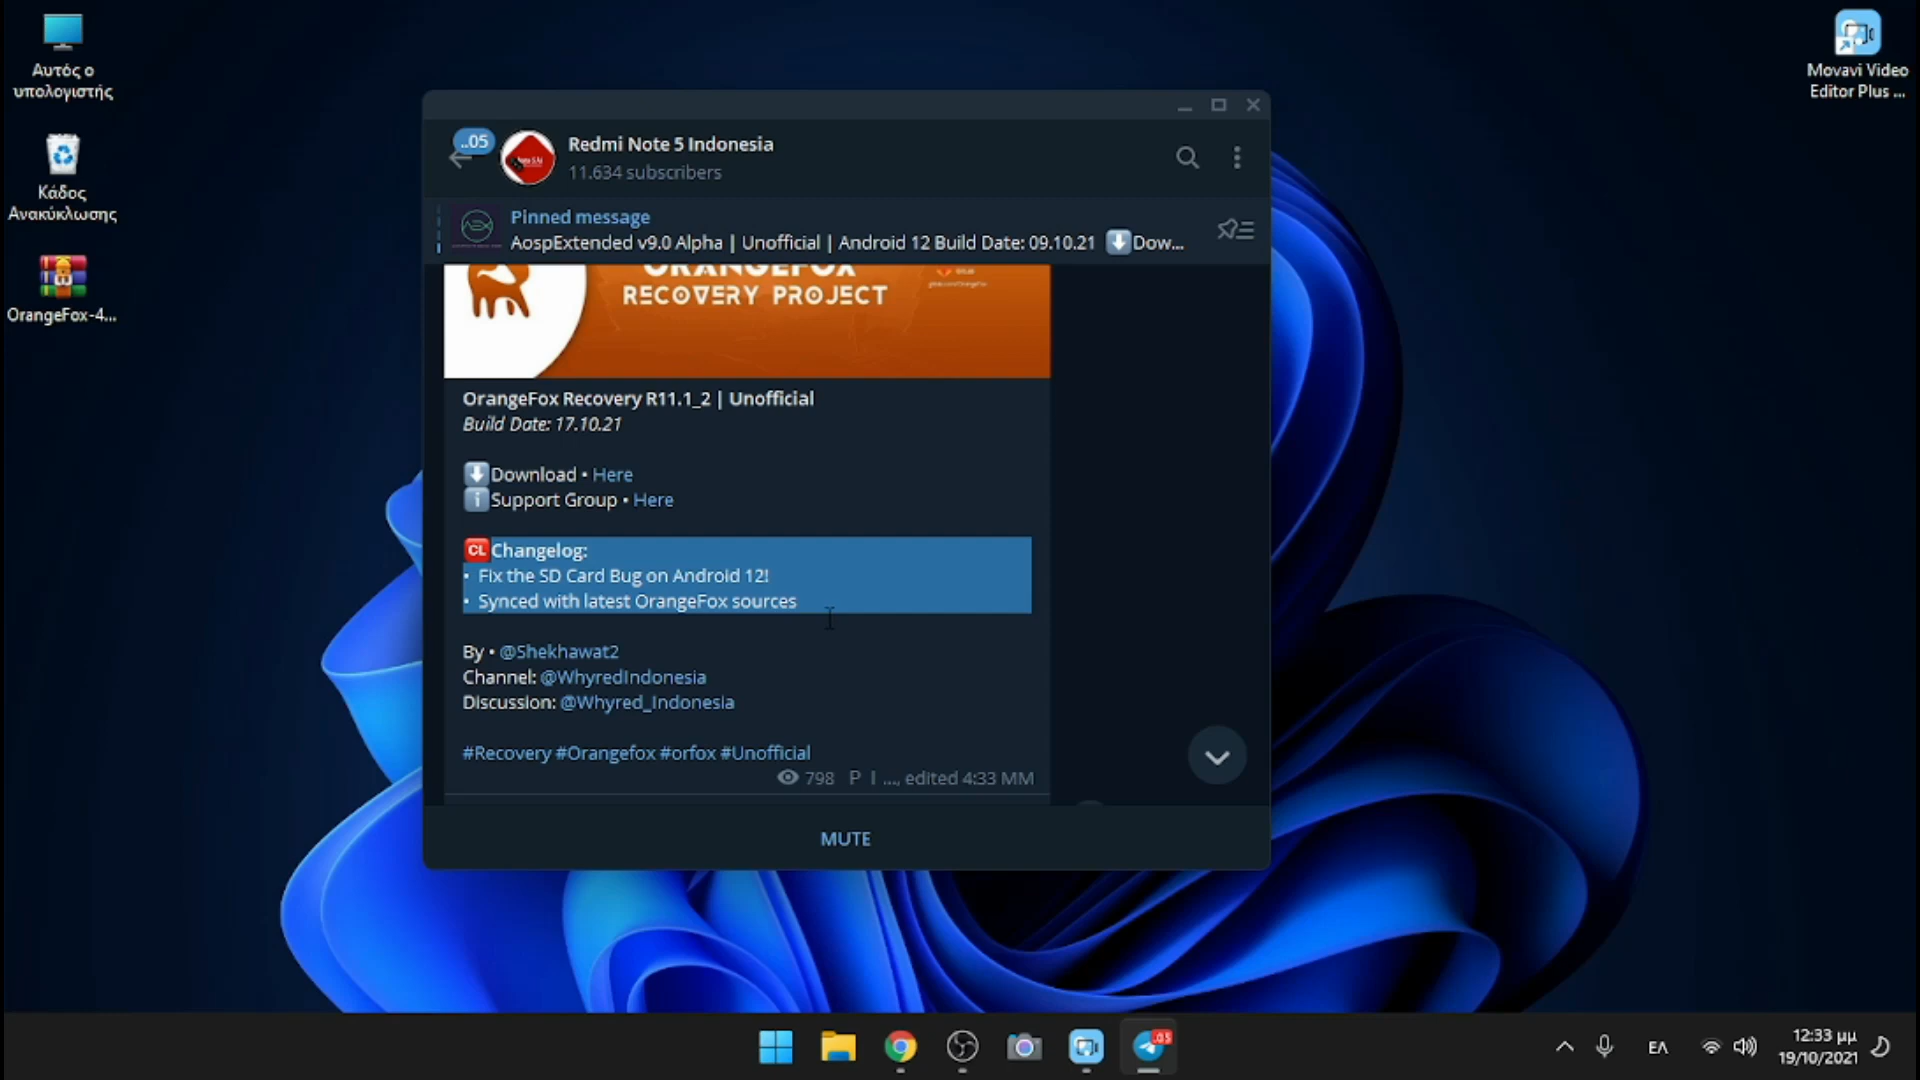 Αυτός ο
υπολογιστής
Κάδος
Ανακύκλωσης
OrangeFox-4...
Movavi Video
Editor Plus ...
..05
Redmi Note 5 Indonesia
11.634 subscribers
Pinned message
AospExtended v9.0 Alpha | Unofficial | Android 12 Build Date: 09.10.21 ⬇️Dow...
ORANGEFOX
RECOVERY PROJECT
OrangeFox Recovery R11.1_2 | Unofficial
Build Date: 17.10.21
⬇️Download • Here
ℹ️Support Group • Here
CL Changelog:
• Fix the SD Card Bug on Android 12!
• Synced with latest OrangeFox sources
By • @Shekhawat2
Channel: @WhyredIndonesia
Discussion: @Whyred_Indonesia
#Recovery #Orangefox #orfox #Unofficial
798 P I ..., edited 4:33 MM
MUTE
.05
ΕΛ
12:33 μμ
19/10/2021